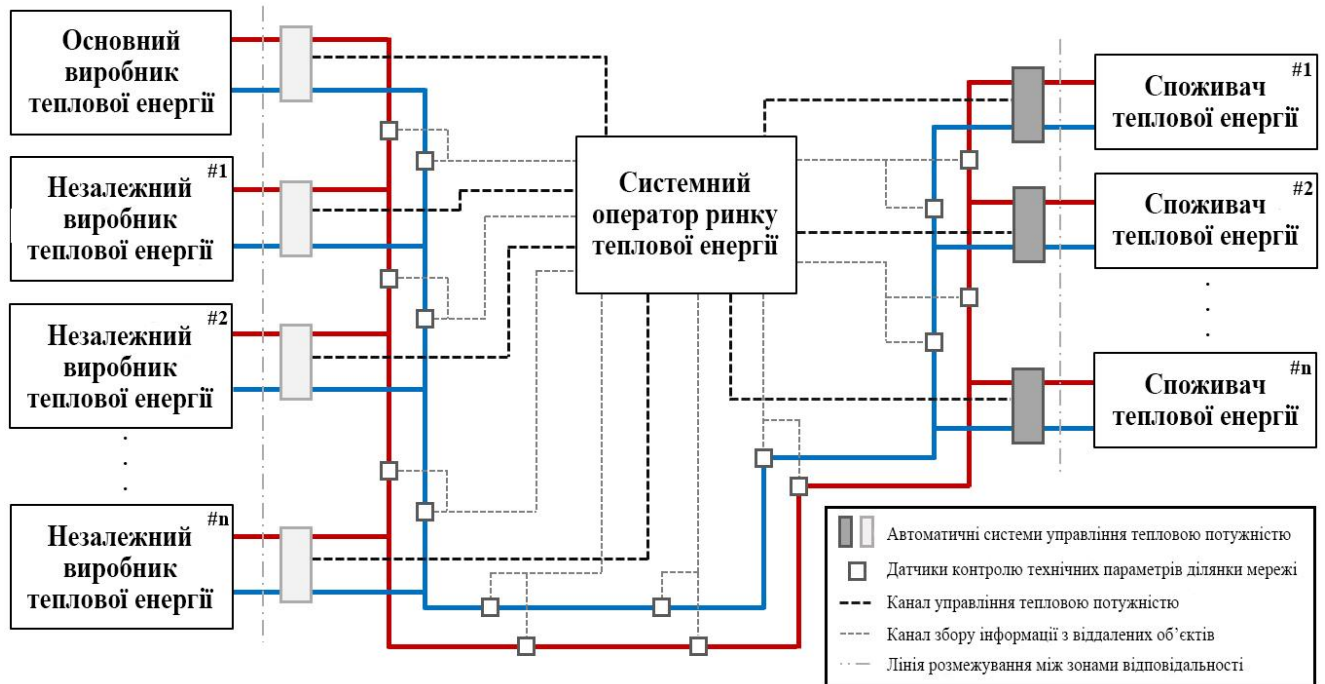 Основний
виробник
теплової енергії
#1
Незалежний
виробник
теплової енергії
#2
Незалежний
виробник
теплової енергії
#n
Незалежний
виробник
теплової енергії
Системний
оператор ринку
теплової енергії
#1
Споживач
теплової енергії
#2
Споживач
теплової енергії
#n
Споживач
теплової енергії
Автоматичні системи управління тепловою потужністю
Датчики контролю технічних параметрів ділянки мережі
Канал управління тепловою потужністю
Канал збору інформації з віддалених об’єктів
Лінія розмежування між зонами відповідальності